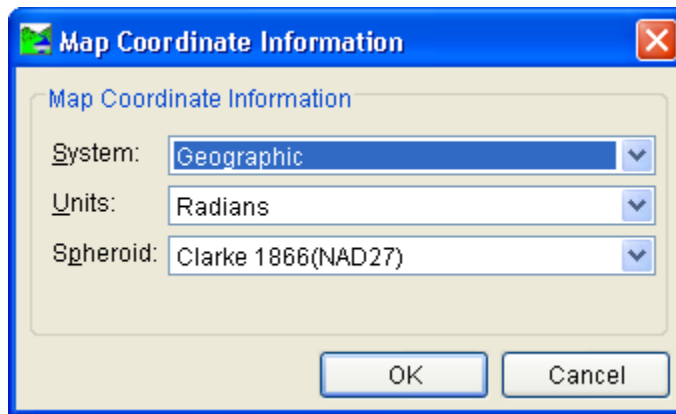 Map Coordinate Information
Map Coordinate Information
System: Geographic
Units: Radians
Spheroid: Clarke 1866(NAD27)
OK Cancel